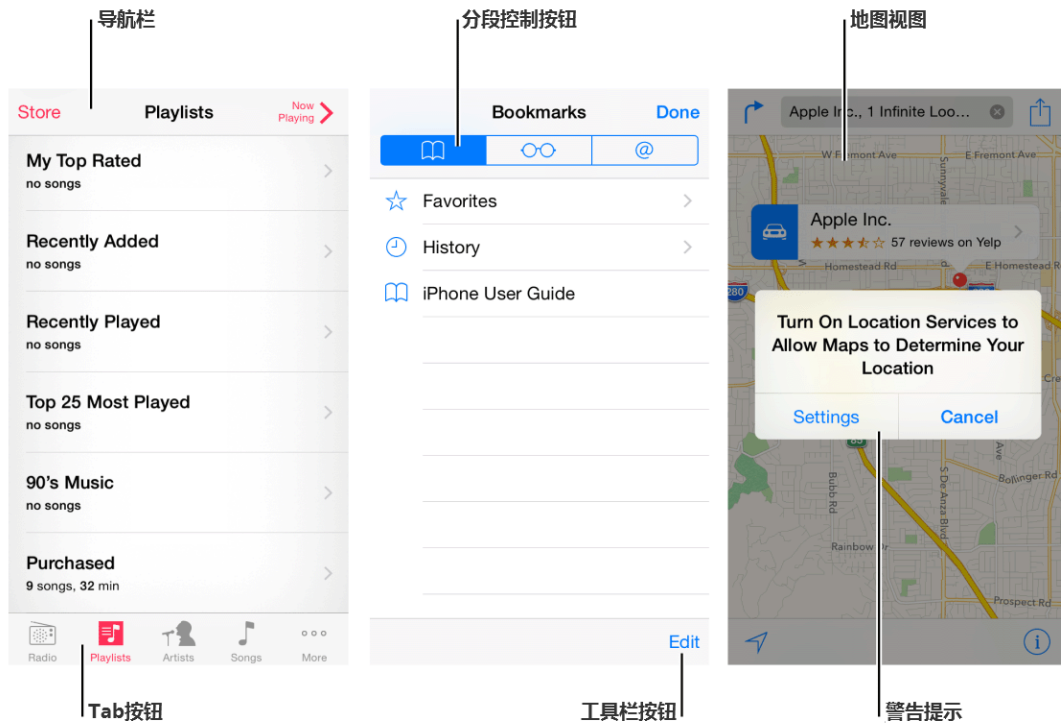 导航栏
分段控制按钮
地图视图
Store
Playlists
Now
Playing
My Top Rated
no songs
Recently Added
no songs
Recently Played
no songs
Top 25 Most Played
no songs
90's Music
no songs
Purchased
9 songs, 32 min
Radio
Playlists
Artists
Songs
More
Bookmarks
Done
@
Favorites
History
iPhone User Guide
Edit
Apple Inc., 1 Infinite Loo...
W Fremont Ave
E Fremont Ave
Sunnyvale
Apple Inc.
57 reviews on Yelp
Homestead Rd
E Homestead R
280
Turn On Location Services to
Allow Maps to Determine Your
Location
Settings
Cancel
Cre
85
Ave
Bubb Rd
S De Anza Blvd
Bollinger Rd
Rainbow Dr
Prospect Rd
Tab按钮
工具栏按钮
警告提示